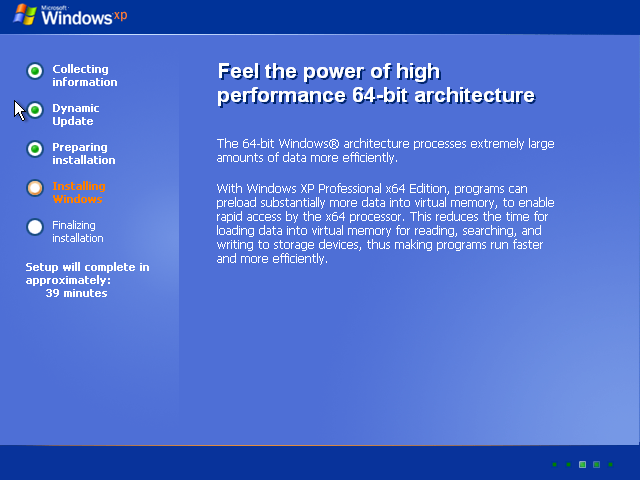 Microsoft®
Windows xp
Collecting
information
Dynamic
Update
Preparing
installation
Installing
Windows
Finalizing
installation
Setup will complete in
approximately:
39 minutes
Feel the power of high
performance 64-bit architecture
The 64-bit Windows® architecture processes extremely large
amounts of data more efficiently.
With Windows XP Professional x64 Edition, programs can
preload substantially more data into virtual memory, to enable
rapid access by the x64 processor. This reduces the time for
loading data into virtual memory for reading, searching, and
writing to storage devices, thus making programs run faster
and more efficiently.